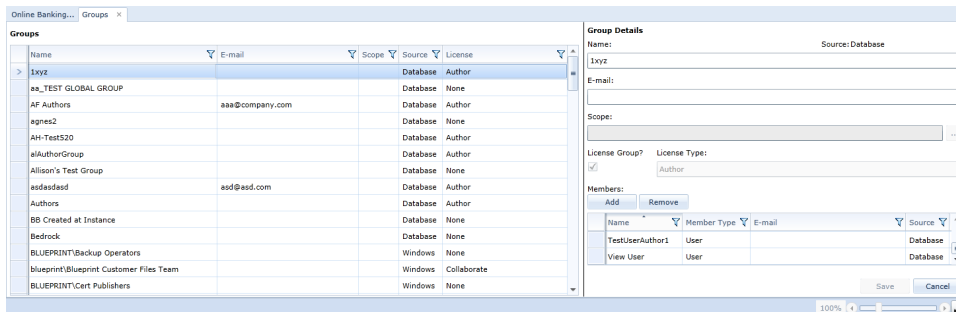 Online Banking... Groups ×
Groups
Name E-mail Scope Source License
> 1xyz Database Author
aa_TEST GLOBAL GROUP Database None
AF Authors aaa@company.com Database Author
agnes2 Database None
AH-Test520 Database Author
alAuthorGroup Database Author
Allison's Test Group Database None
asdasdasd asd@asd.com Database Author
Authors Database Author
BB Created at Instance Database None
Bedrock Database None
BLUEPRINT\Backup Operators Windows None
blueprint\Blueprint Customer Files Team Windows Collaborate
BLUEPRINT\Cert Publishers Windows None
Group Details
Name: Source: Database
1xyz
E-mail:
Scope:
...
License Group? License Type:
Author
Members:
Add Remove
Name Member Type E-mail Source
TestUserAuthor1 User Database
View User User Database
Save Cancel
100%